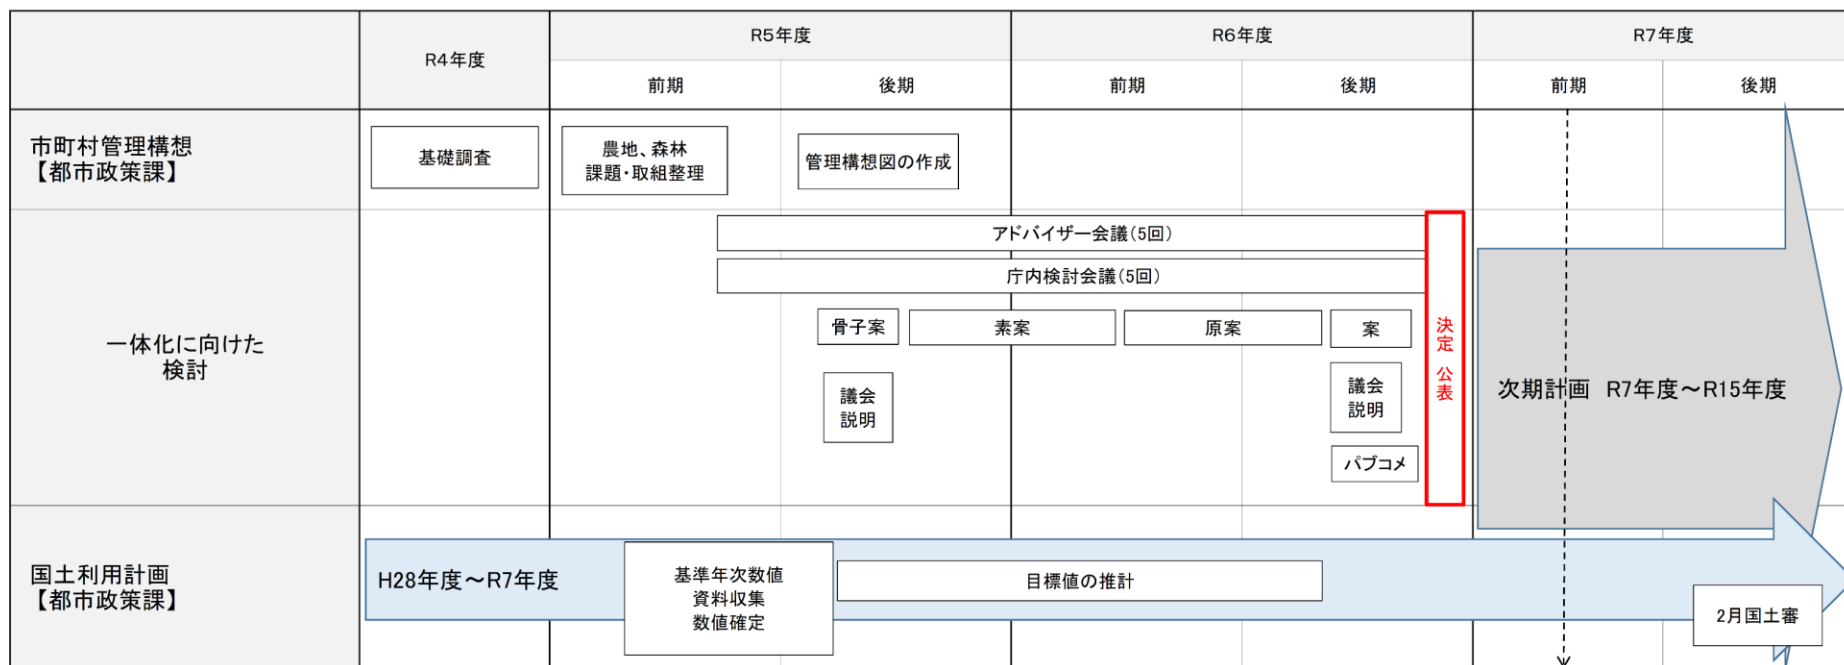 R4年度
R5年度
R6年度
R7年度
前期
後期
前期
後期
前期
後期
市町村管理構想
【都市政策課】
基礎調査
農地、森林
課題・取組整理
管理構想図の作成
一体化に向けた
検討
アドバイザー会議(5回)
庁内検討会議(5回)
骨子案
素案
原案
案
議会
説明
議会
説明
パブコメ
決定 公表
次期計画 R7年度~R15年度
国土利用計画
【都市政策課】
H28年度~R7年度
基準年次数値
資料収集
数値確定
目標値の推計
2月国土審